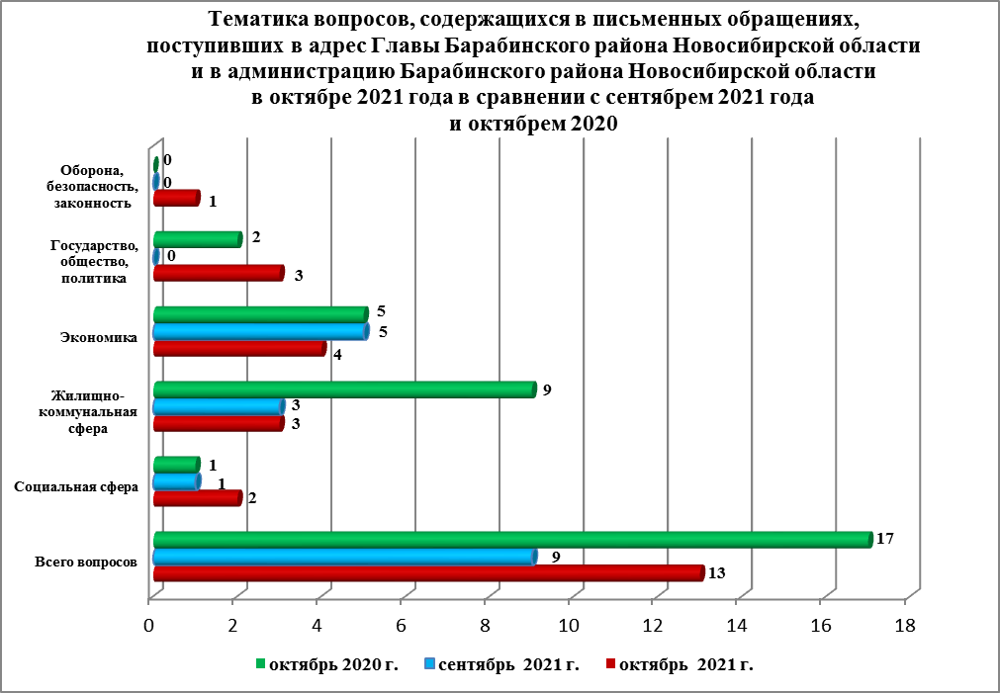 Тематика вопросов, содержащихся в письменных обращениях,
поступивших в адрес Главы Барабинского района Новосибирской области
и в администрацию Барабинского района Новосибирской области
в октябре 2021 года в сравнении с сентябрем 2021 года
и октябрем 2020
Оборона,
безопасность,
законность
0
0
1
Государство,
общество,
политика
2
0
3
Экономика
5
5
4
Жилищно-
коммунальная
сфера
9
3
3
Социальная сфера
1
1
2
Всего вопросов
17
9
13
0 2 4 6 8 10 12 14 16 18
октябрь 2020 г. сентябрь 2021 г. октябрь 2021 г.